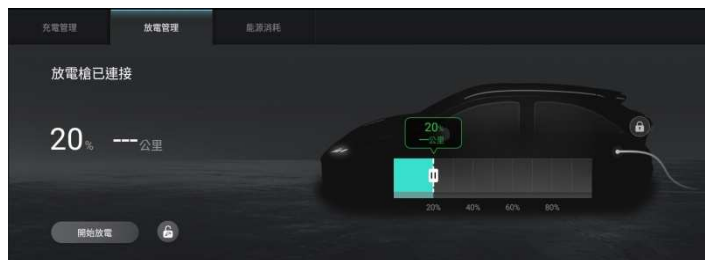 充電管理
放電管理
能源消耗
放電槍已連接
20% ---公里
20%
---公里
20% 40% 60% 80%
開始放電